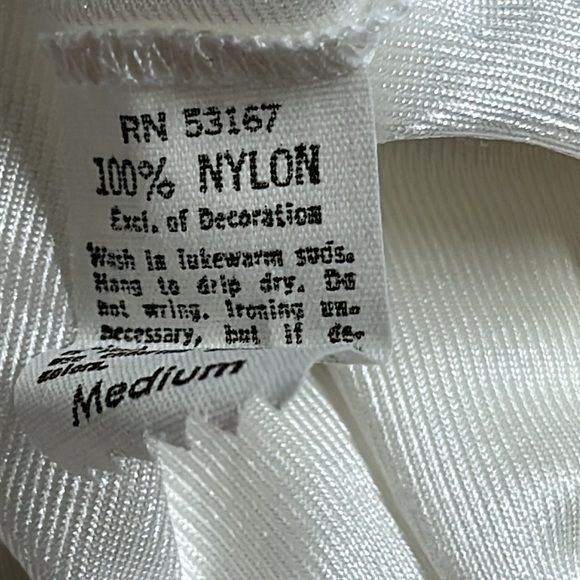 RN 53167
100% NYLON
Excl. of Decoration
Wash in lukewarm suds.
Hang to drip dry. Do
not wring. Ironing un-
necessary, but if de-
colors.
Medium